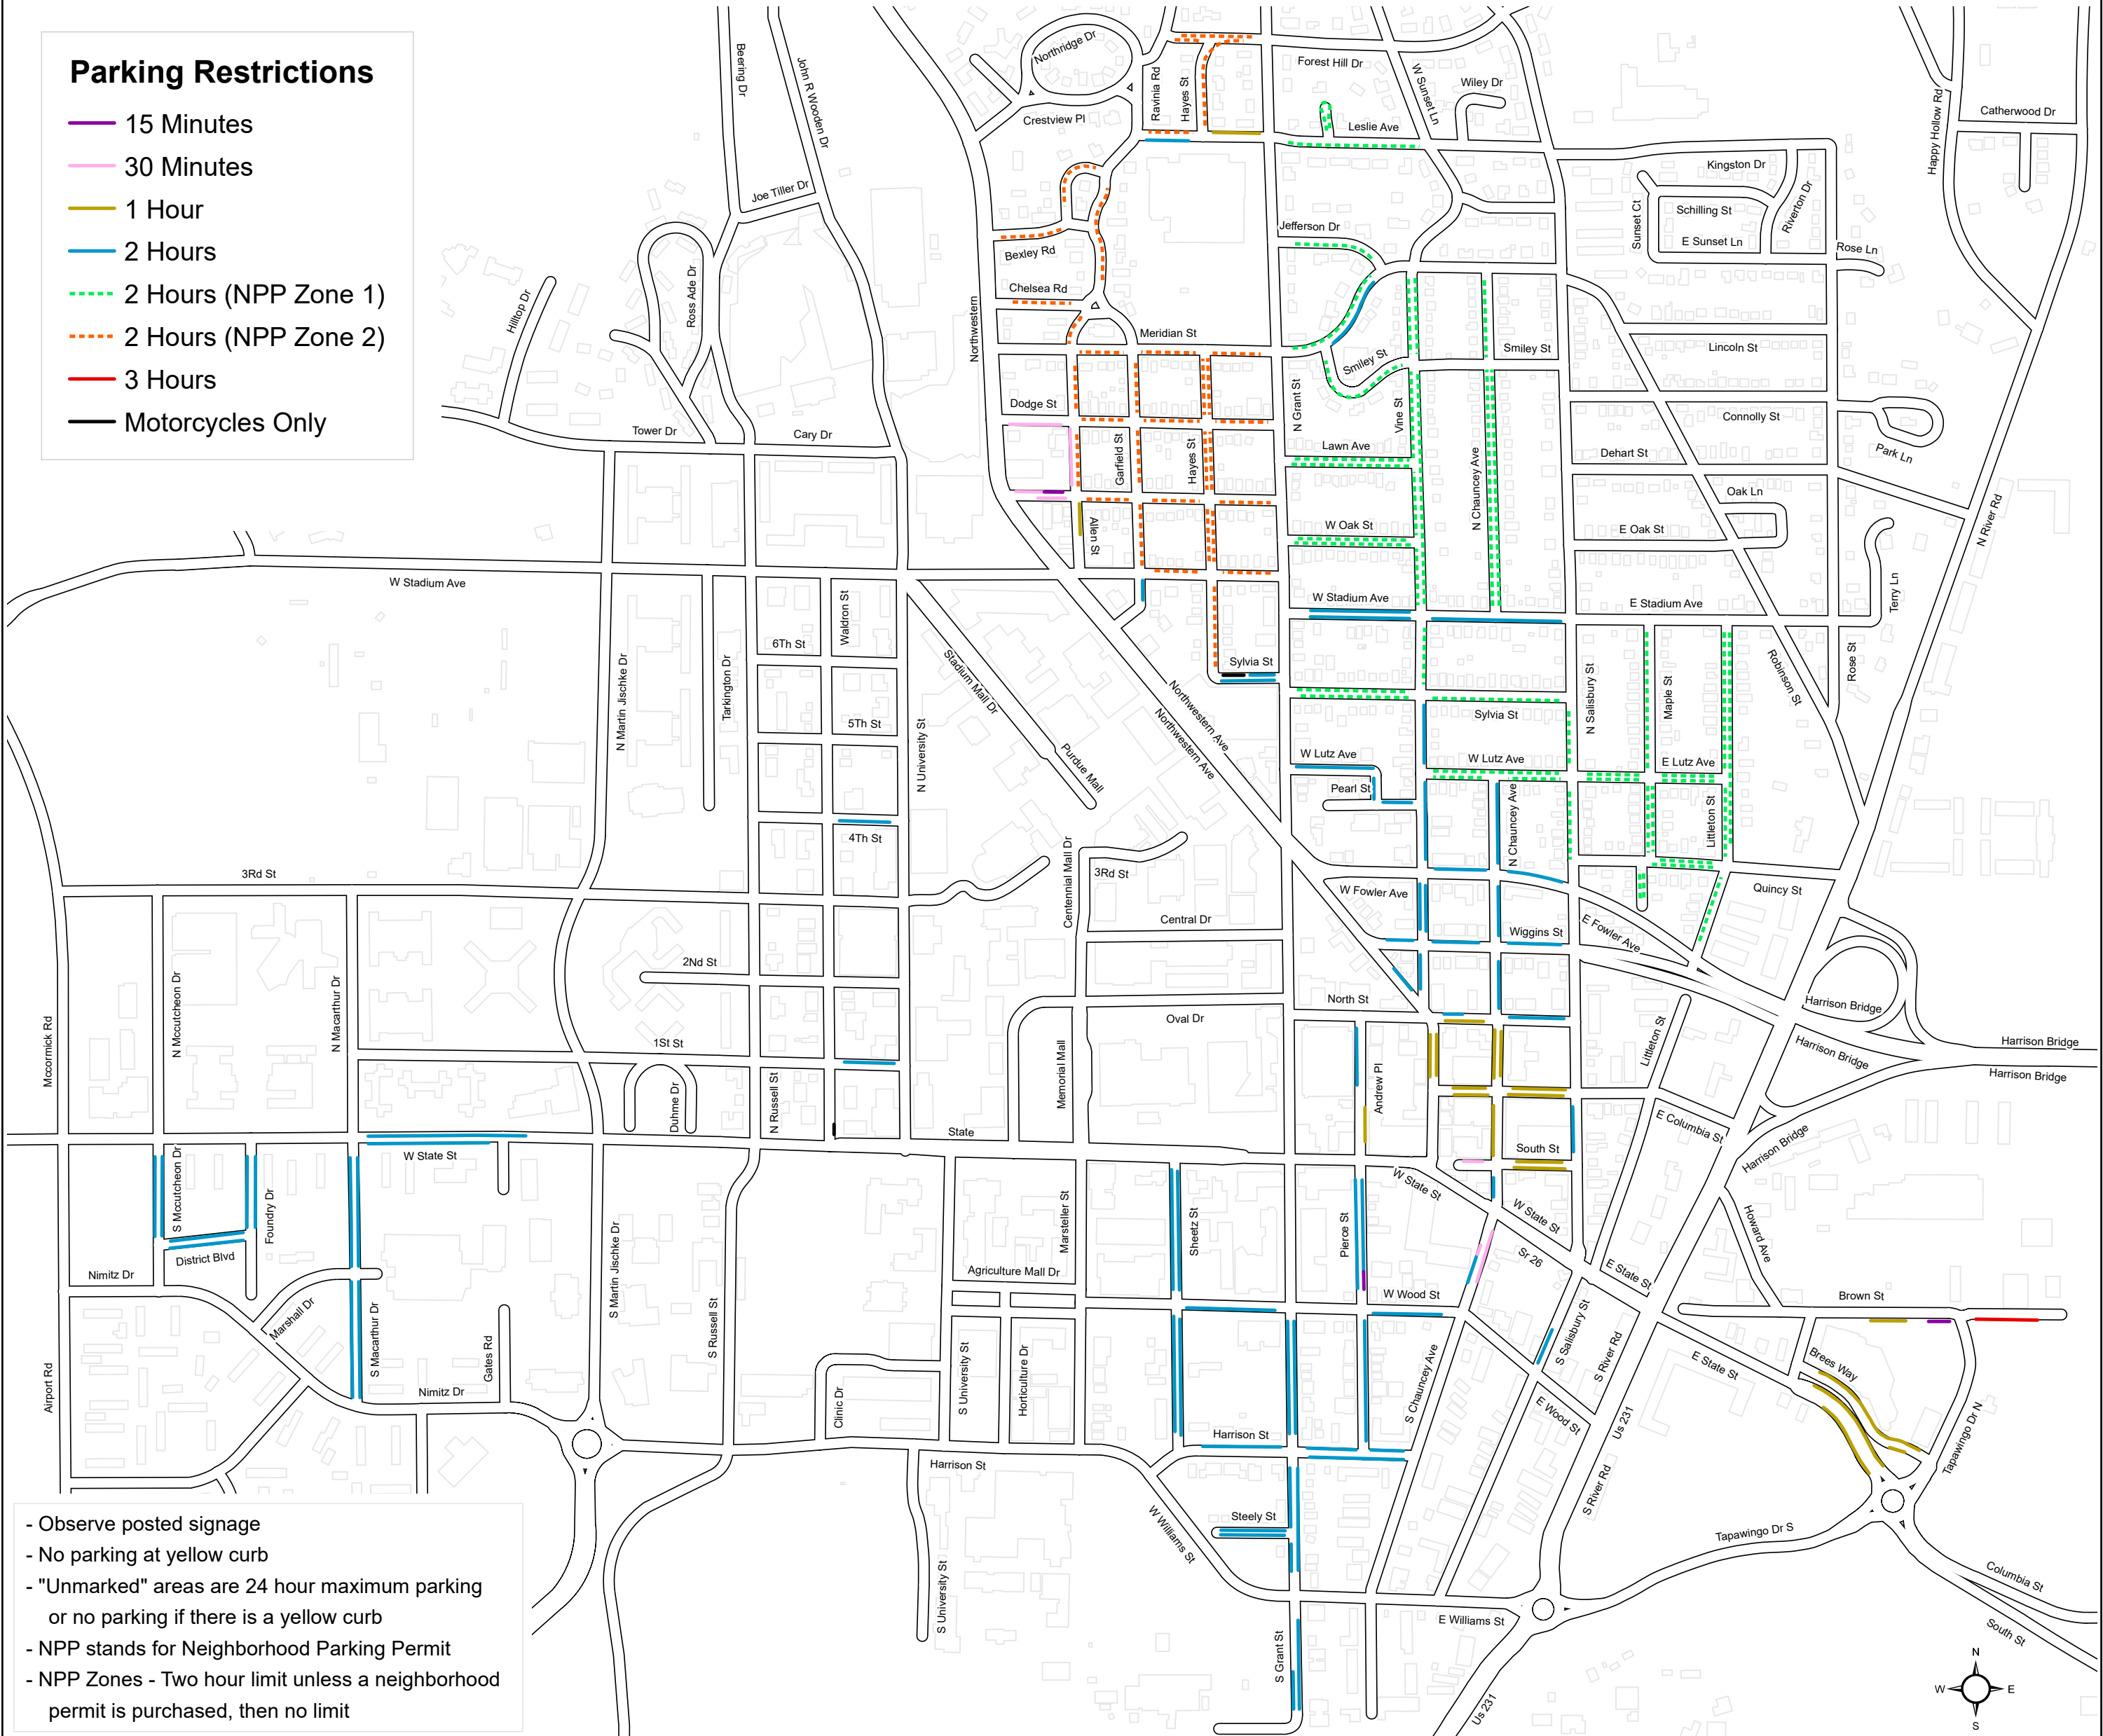 Parking Restrictions
15 Minutes
30 Minutes
1 Hour
2 Hours
2 Hours (NPP Zone 1)
2 Hours (NPP Zone 2)
3 Hours
Motorcycles Only
Beering Dr
John R Wooden Dr
Northridge Dr
Ravinia Rd
Hayes St
Forest Hill Dr
W Sunset Ln
Wiley Dr
Happy Hollow Rd
Catherwood Dr
Crestview Pl
Leslie Ave
Kingston Dr
Joe Tiller Dr
Sunset Ct
Schilling St
Riverton Dr
E Sunset Ln
Rose Ln
Jefferson Dr
Bexley Rd
Chelsea Rd
Hilltop Dr
Ross Ade Dr
Northwestern
Meridian St
Smiley St
Smiley St
Lincoln St
Dodge St
N Grant St
Vine St
Connolly St
Tower Dr
Cary Dr
Garfield St
Hayes St
Lawn Ave
N Chauncey Ave
Dehart St
Park Ln
Oak Ln
Allen St
W Oak St
E Oak St
N River Rd
W Stadium Ave
Waldron St
W Stadium Ave
E Stadium Ave
Terry Ln
6Th St
N Martin Jischke Dr
Tarkington Dr
Stadium Mall Dr
Sylvia St
N Salisbury St
Maple St
Robinson St
Rose St
5Th St
N University St
Northwestern Ave
Northwestern Ave
Sylvia St
Purdue Mall
W Lutz Ave
W Lutz Ave
E Lutz Ave
Pearl St
N Chauncey Ave
Littleton St
4Th St
Centennial Mall Dr
3Rd St
3Rd St
W Fowler Ave
Quincy St
Central Dr
Wiggins St
E Fowler Ave
2Nd St
N Mccutcheon Dr
N Macarthur Dr
North St
Harrison Bridge
Oval Dr
Mccormick Rd
1St St
Memorial Mall
Andrew Pl
Littleton St
Harrison Bridge
Harrison Bridge
Harrison Bridge
Duhme Dr
N Russell St
State
E Columbia St
Harrison Bridge
South St
W State St
S Mccutcheon Dr
Foundry Dr
District Blvd
Nimitz Dr
Marsteller St
Sheetz St
Pierce St
W State St
W State St
Sr 26
Howard Ave
E State St
Agriculture Mall Dr
S Martin Jischke Dr
S Russell St
W Wood St
Brown St
Marshall Dr
S Macarthur Dr
Gates Rd
S University St
Horticulture Dr
S Chauncey Ave
S Salisbury St
S River Rd
E State St
Brees Way
Airport Rd
Nimitz Dr
Clinic Dr
Harrison St
E Wood St
Us 231
Tapawingo Dr N
Harrison St
S River Rd
Steely St
W Williams St
Tapawingo Dr S
Columbia St
S University St
E Williams St
South St
S Grant St
Us 231
- Observe posted signage
- No parking at yellow curb
- "Unmarked" areas are 24 hour maximum parking
or no parking if there is a yellow curb
- NPP stands for Neighborhood Parking Permit
- NPP Zones - Two hour limit unless a neighborhood
permit is purchased, then no limit
N
W E
S